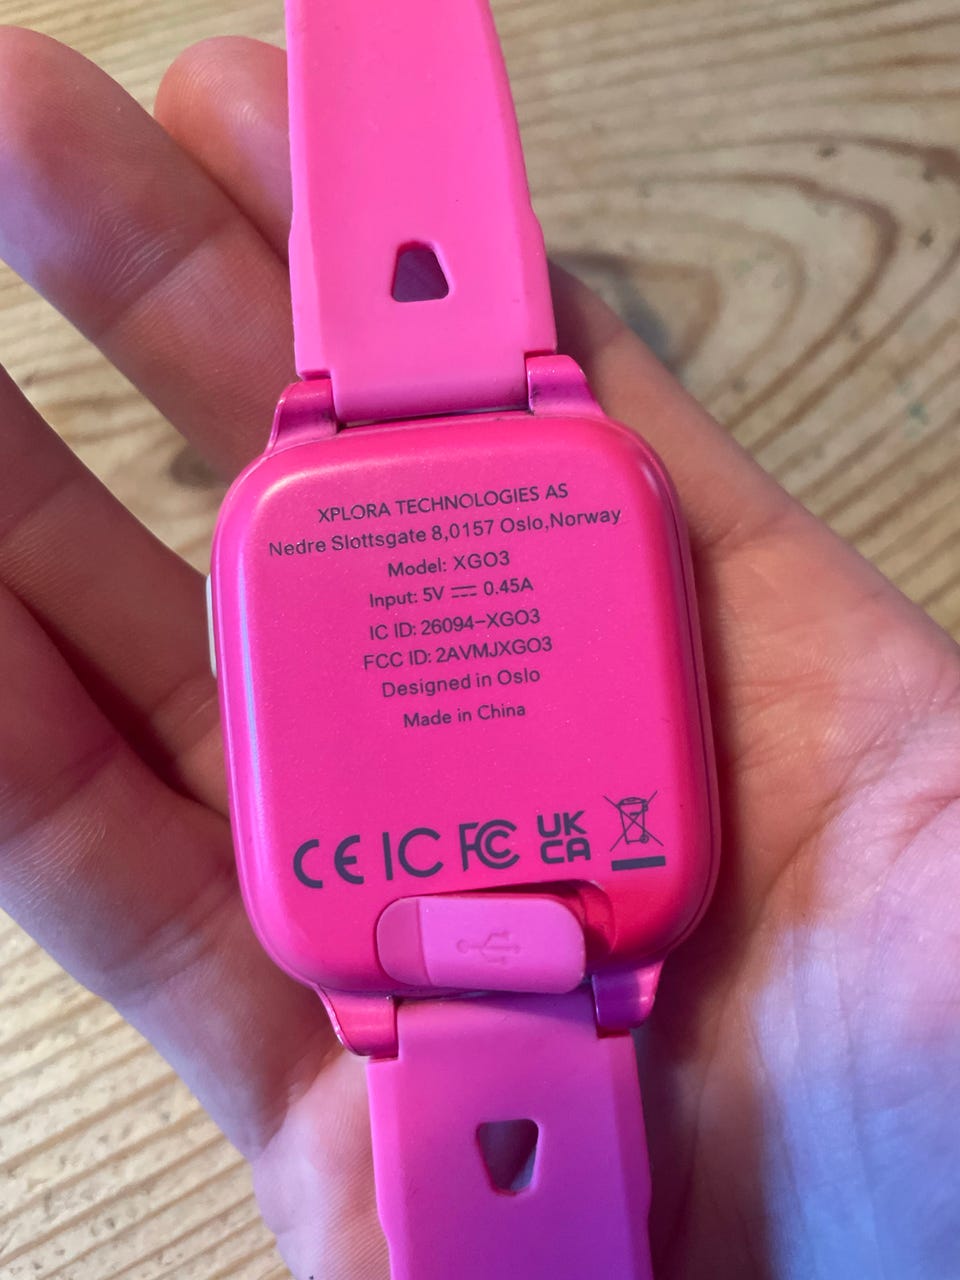 XPLORA TECHNOLOGIES AS
Nedre Slottsgate 8,0157 Oslo,Norway
Model: XGO3
Input: 5V ⎓ 0.45A
IC ID: 26094-XGO3
FCC ID: 2AVMJXGO3
Designed in Oslo
Made in China
CE IC FC UK
CA